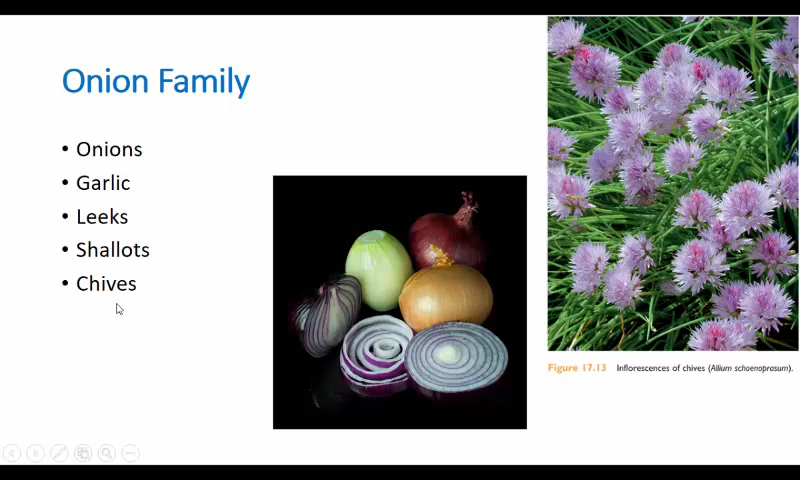 Onion Family
• Onions
• Garlic
• Leeks
• Shallots
• Chives
Figure 17.13 Inflorescences of chives (Allium schoenoprasum).